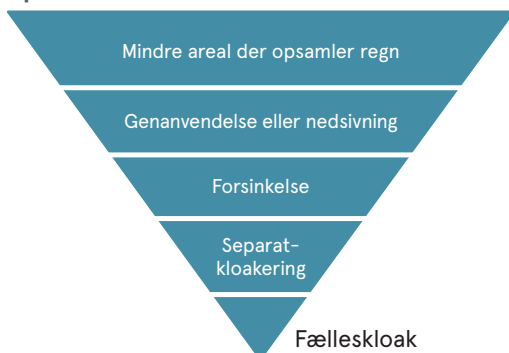 Mindre areal der opsamler regn
Genanvendelse eller nedsivning
Forsinkelse
Separat-
kloakering
Fælleskloak